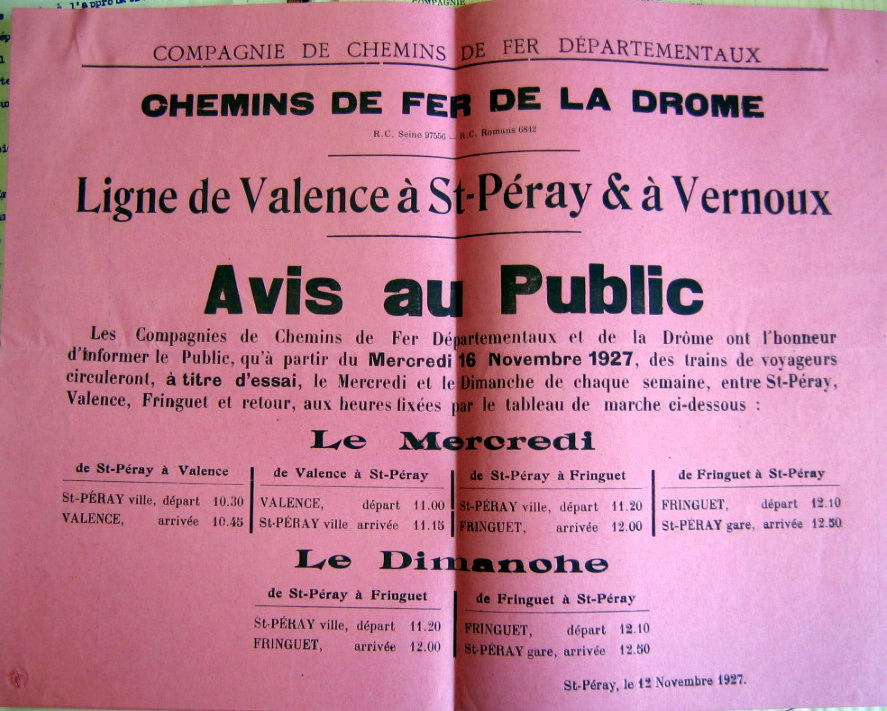 COMPAGNIE DE CHEMINS DE FER DÉPARTEMENTAUX
CHEMINS DE FER DE LA DROME
R.C. Seine 97556 — R.C. Romans 6842
Ligne de Valence à St-Péray & à Vernoux
Avis au Public
Les Compagnies de Chemins de Fer Départementaux et de la Drôme ont l'honneur
d'informer le Public, qu'à partir du Mercredi 16 Novembre 1927, des trains de voyageurs
circuleront, à titre d'essai, le Mercredi et le Dimanche de chaque semaine, entre St-Péray,
Valence, Fringuet et retour, aux heures fixées par le tableau de marche ci-dessous :
Le Mercredi
de St-Péray à Valence
St-PÉRAY ville, départ 10.30
VALENCE, arrivée 10.45
de Valence à St-Péray
VALENCE, départ 11.00
St-PÉRAY ville arrivée 11.15
de St-Péray à Fringuet
St-PÉRAY ville, départ 11.20
FRINGUET, arrivée 12.00
de Fringuet à St-Péray
FRINGUET, départ 12.10
St-PÉRAY gare, arrivée 12.50
Le Dimanche
de St-Péray à Fringuet
St-PÉRAY ville, départ 11.20
FRINGUET, arrivée 12.00
de Fringuet à St-Péray
FRINGUET, départ 12.10
St-PÉRAY gare, arrivée 12.50
St-Péray, le 12 Novembre 1927.